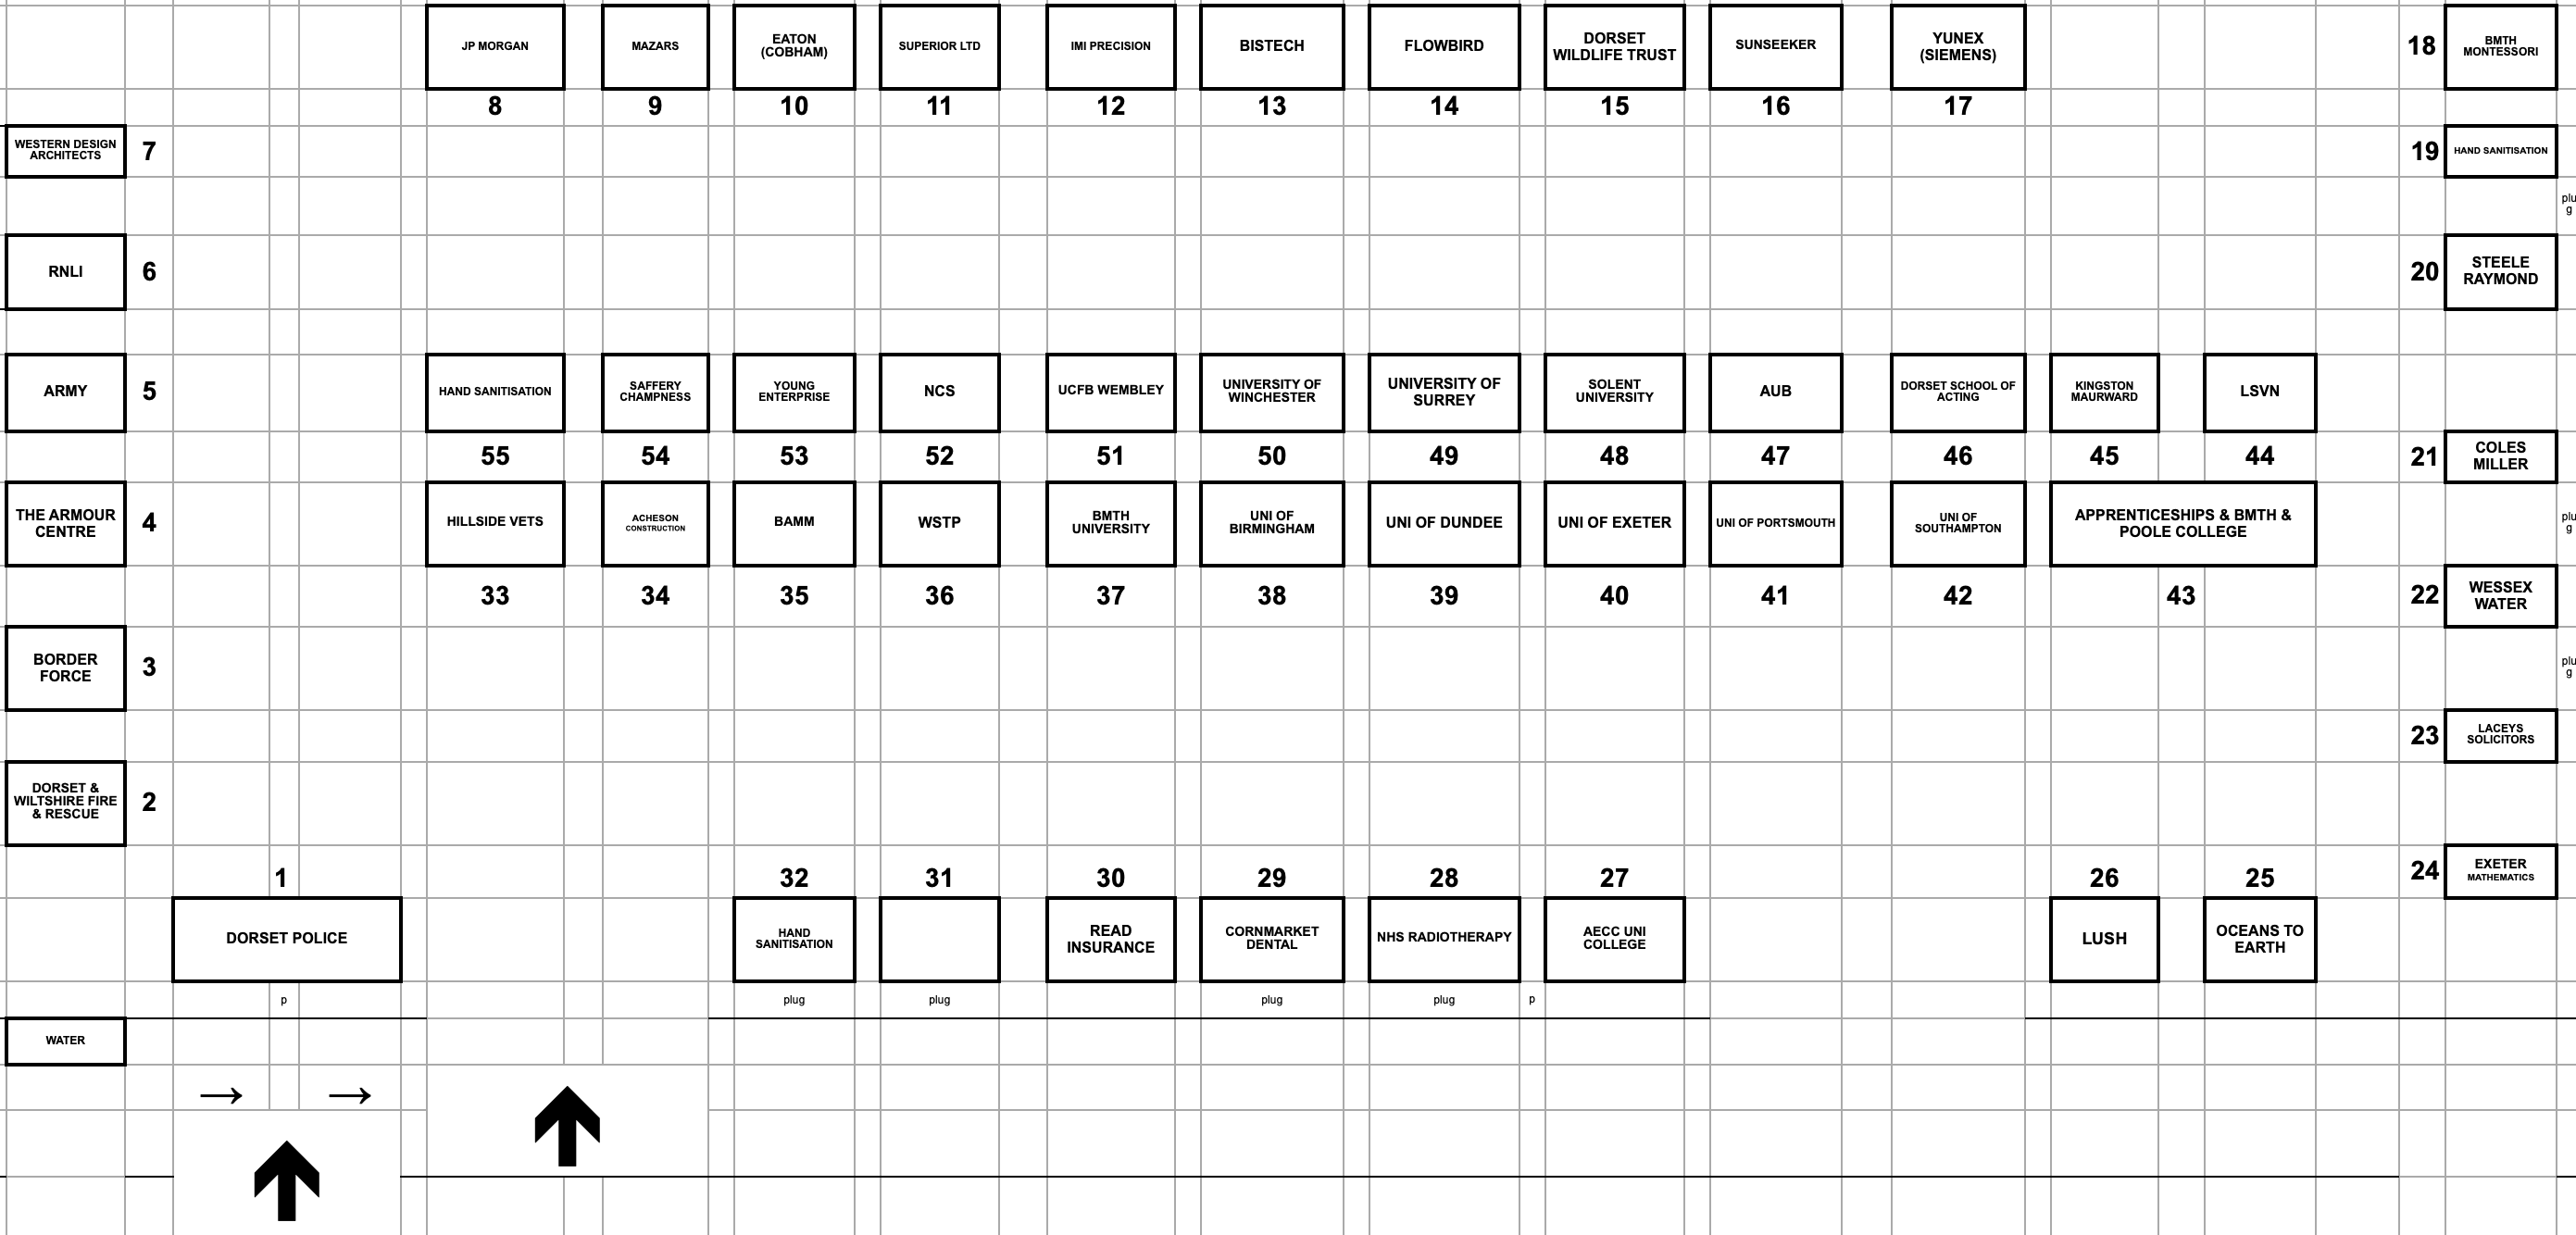 JP MORGAN
MAZARS
EATON
(COBHAM)
SUPERIOR LTD
IMI PRECISION
BISTECH
FLOWBIRD
DORSET
WILDLIFE TRUST
SUNSEEKER
YUNEX
(SIEMENS)
18
BMTH
MONTESSORI
8
9
10
11
12
13
14
15
16
17
WESTERN DESIGN
ARCHITECTS
7
19
HAND SANITISATION
plu
g
RNLI
6
20
STEELE
RAYMOND
ARMY
5
HAND SANITISATION
SAFFERY
CHAMPNESS
YOUNG
ENTERPRISE
NCS
UCFB WEMBLEY
UNIVERSITY OF
WINCHESTER
UNIVERSITY OF
SURREY
SOLENT
UNIVERSITY
AUB
DORSET SCHOOL OF
ACTING
KINGSTON
MAURWARD
LSVN
55
54
53
52
51
50
49
48
47
46
45
44
21
COLES
MILLER
THE ARMOUR
CENTRE
4
HILLSIDE VETS
ACHESON
CONSTRUCTION
BAMM
WSTP
BMTH
UNIVERSITY
UNI OF
BIRMINGHAM
UNI OF DUNDEE
UNI OF EXETER
UNI OF PORTSMOUTH
UNI OF
SOUTHAMPTON
APPRENTICESHIPS & BMTH &
POOLE COLLEGE
plu
g
33
34
35
36
37
38
39
40
41
42
43
22
WESSEX
WATER
BORDER
FORCE
3
plu
g
23
LACEYS
SOLICITORS
DORSET &
WILTSHIRE FIRE
& RESCUE
2
1
32
31
30
29
28
27
26
25
24
EXETER
MATHEMATICS
DORSET POLICE
HAND
SANITISATION
READ
INSURANCE
CORNMARKET
DENTAL
NHS RADIOTHERAPY
AECC UNI
COLLEGE
LUSH
OCEANS TO
EARTH
p
plug
plug
plug
plug
p
WATER
→
→